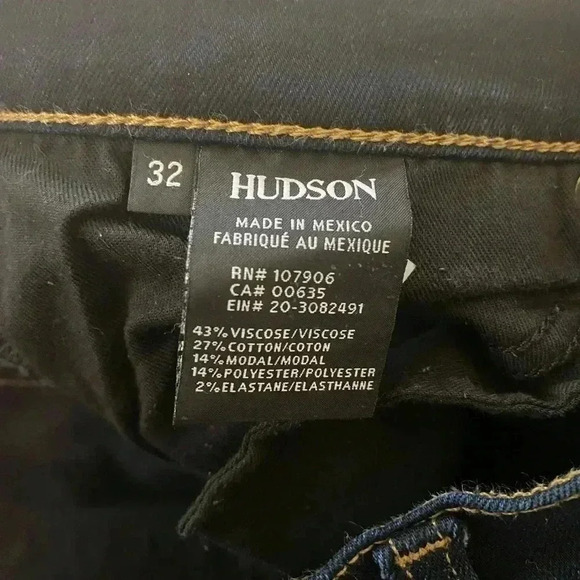 32
HUDSON
MADE IN MEXICO
FABRIQUÉ AU MEXIQUE
RN# 107906
CA# 00635
EIN# 20-3082491
43% VISCOSE/VISCOSE
27% COTTON/COTON
14% MODAL/MODAL
14% POLYESTER/POLYESTER
2% ELASTANE/ELASTHANNE